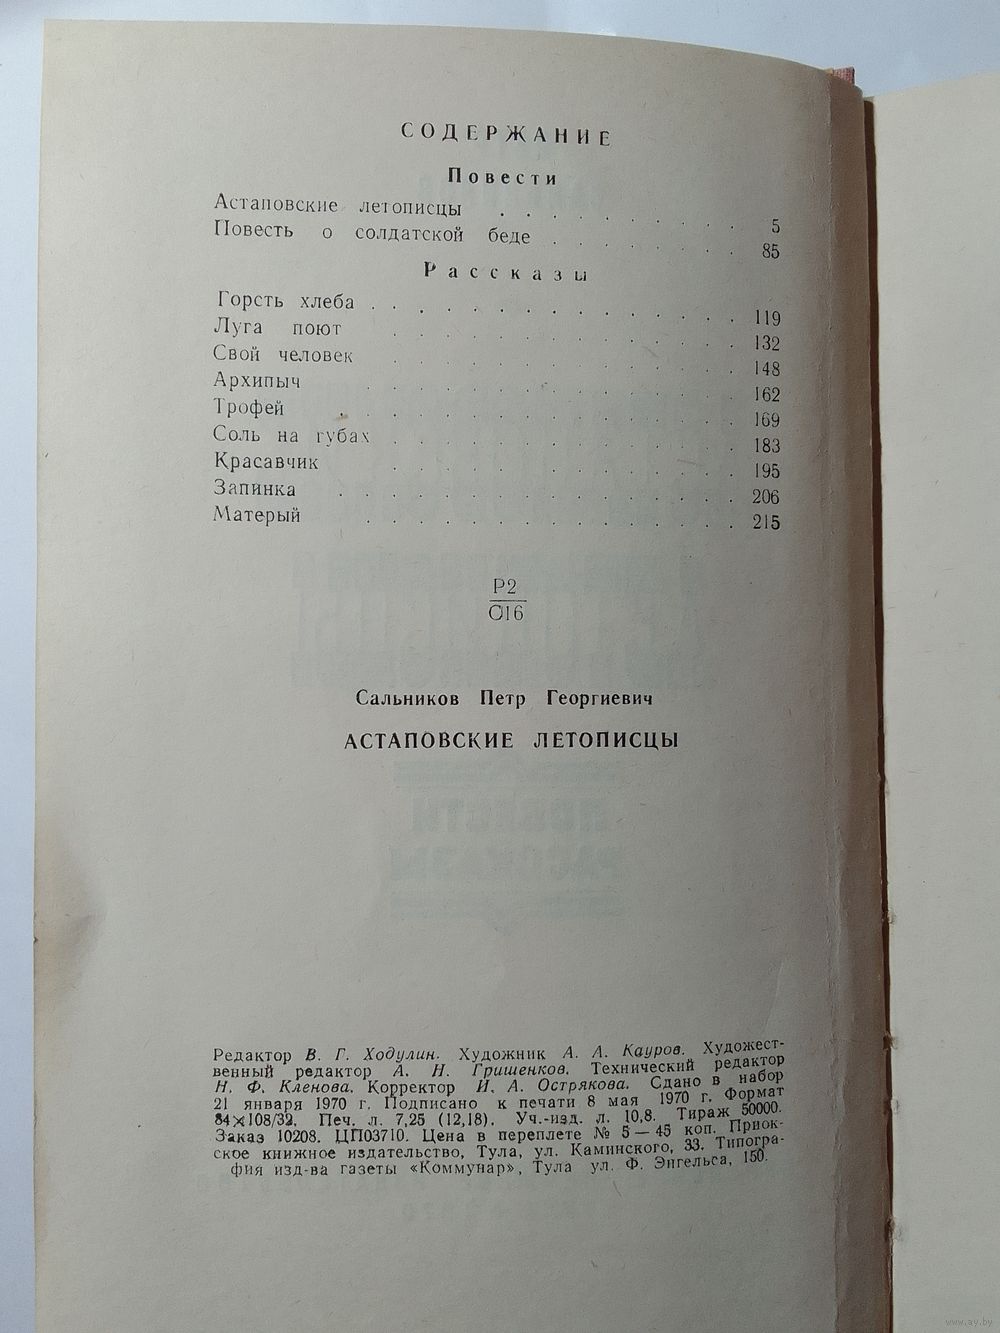 СОДЕРЖАНИЕ
Повести
Астаповские летописцы . . . . . . . . . 5
Повесть о солдатской беде . . . . . . . . 85
Рассказы
Горсть хлеба . . . . . . . . . . . . . . . 119
Луга поют . . . . . . . . . . . . . . 132
Свой человек . . . . . . . . . . . . . . 148
Архипыч . . . . . . . . . . . . . . . 162
Трофей . . . . . . . . . . . . . . . . 169
Соль на губах . . . . . . . . . . . . . . 183
Красавчик . . . . . . . . . . . . . . 195
Запинка . . . . . . . . . . . . . . . . 206
Матерый . . . . . . . . . . . . . . . 215
Р2
С16
Сальников Петр Георгиевич
АСТАПОВСКИЕ ЛЕТОПИСЦЫ
Редактор В. Г. Ходулин. Художник А. А. Кауров. Художест-
венный редактор А. Н. Гришенков. Технический редактор
Н. Ф. Кленова. Корректор И. А. Острякова. Сдано в набор
21 января 1970 г. Подписано к печати 8 мая 1970 г. Формат
84×108/32. Печ. л. 7,25 (12,18). Уч.-изд. л. 10,8. Тираж 50000.
Заказ 10208. ЦП03710. Цена в переплете № 5 — 45 коп. Приок-
ское книжное издательство, Тула, ул. Каминского, 33. Типогра-
фия изд-ва газеты «Коммунар», Тула ул. Ф. Энгельса, 150.
www.ay.by